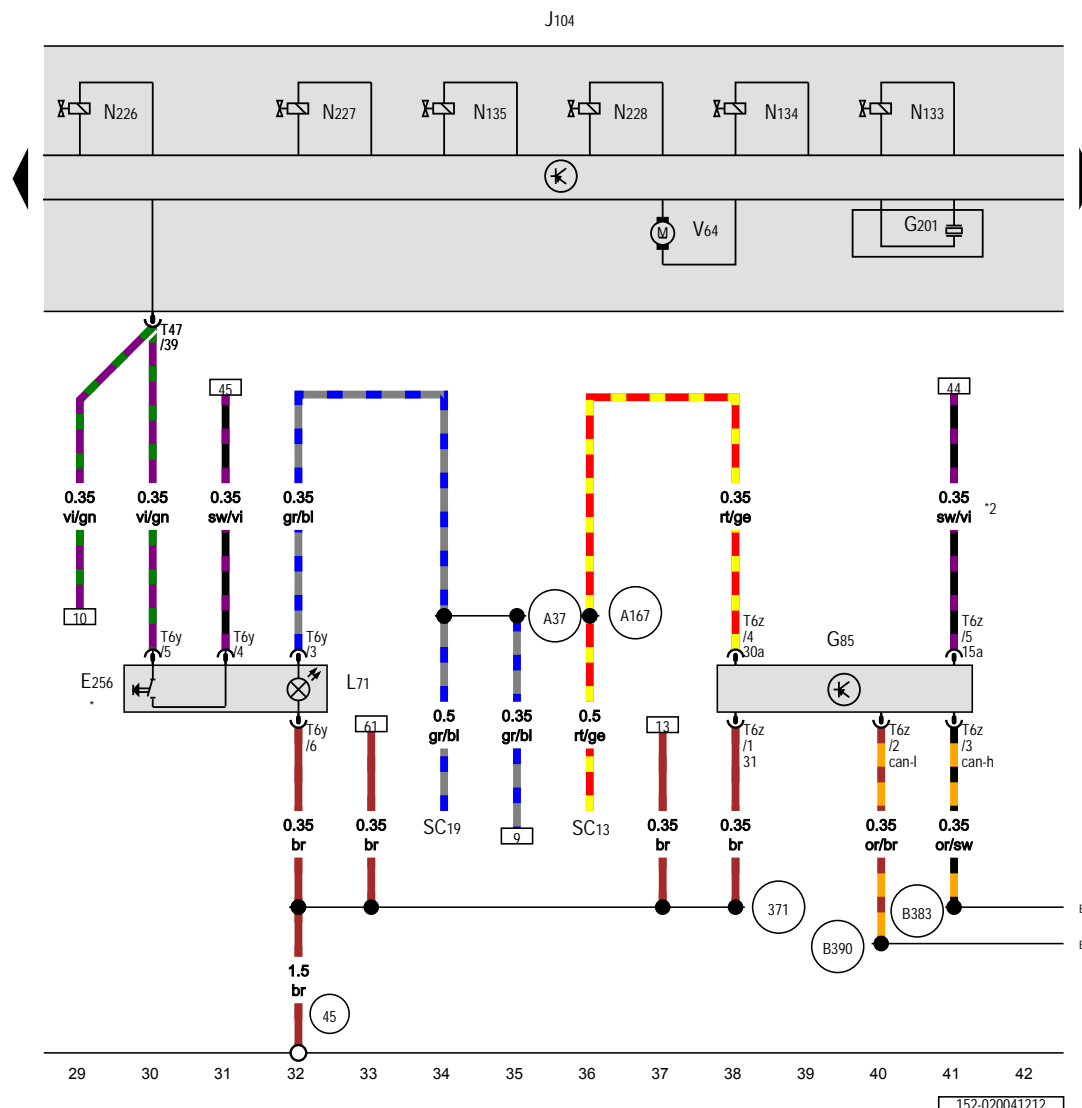 J104
N226 N227 N135 N228 N134 N133
M V64 G201
T47
/39
45 44
0.35 0.35 0.35 0.35 0.35 0.35
vi/gn vi/gn sw/vi gr/bl rt/ge sw/vi *2
10 A37 A167
T6y T6y T6y T6z T6z
/5 /4 /3 /4 /5
30a 15a
G85
E256 L71
*
T6y T6z T6z T6z
/6 /1 /2 /3
31 can-l can-h
61 13
0.5 0.35 0.5
gr/bl gr/bl rt/ge
SC19 9 SC13
0.35 0.35 0.35 0.35 0.35 0.35
br br br br or/br or/sw
371 B383
B390
1.5
br
45
29 30 31 32 33 34 35 36 37 38 39 40 41 42
152-020041212